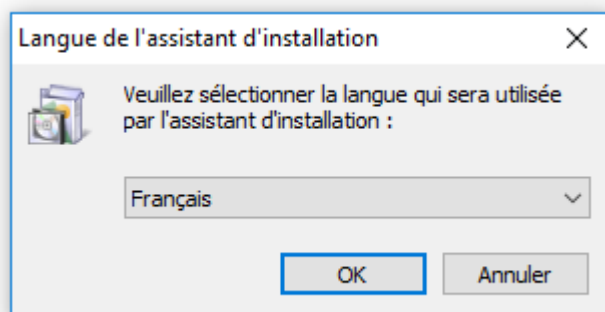 Langue de l'assistant d'installation
Veuillez sélectionner la langue qui sera utilisée
par l'assistant d'installation :
Français
OK Annuler